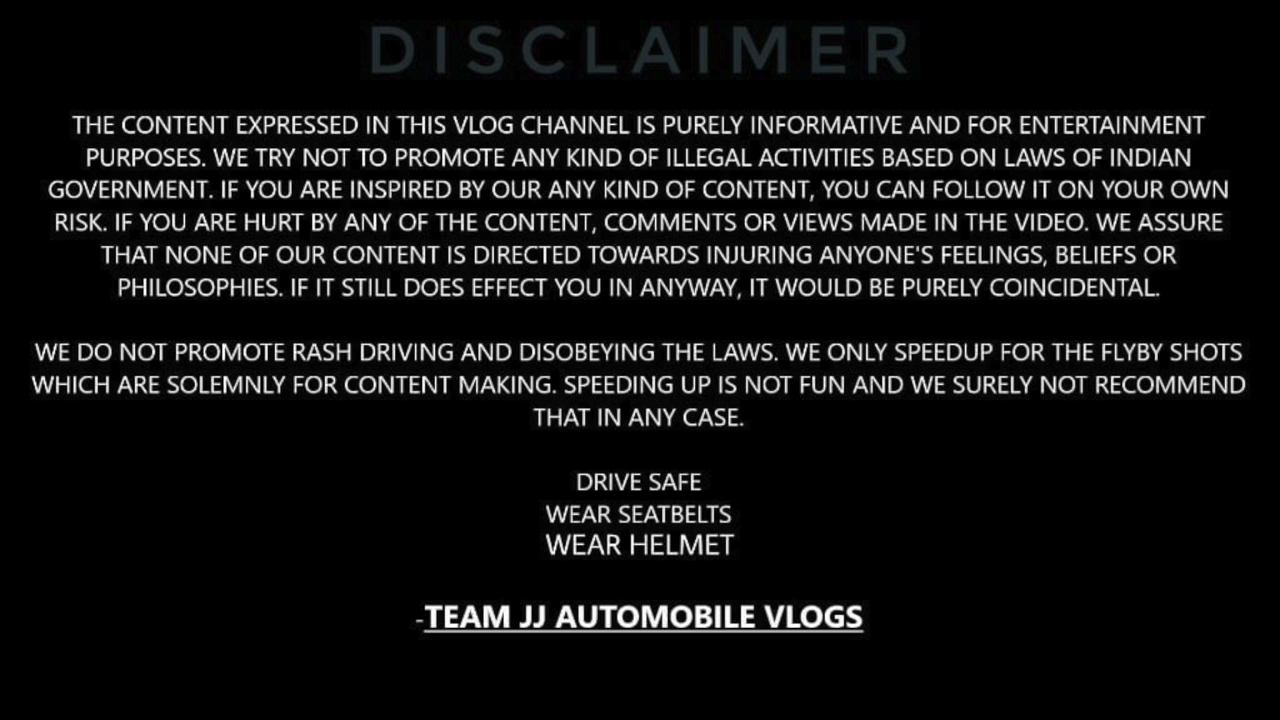 DISCLAIMER
THE CONTENT EXPRESSED IN THIS VLOG CHANNEL IS PURELY INFORMATIVE AND FOR ENTERTAINMENT
PURPOSES. WE TRY NOT TO PROMOTE ANY KIND OF ILLEGAL ACTIVITIES BASED ON LAWS OF INDIAN
GOVERNMENT. IF YOU ARE INSPIRED BY OUR ANY KIND OF CONTENT, YOU CAN FOLLOW IT ON YOUR OWN
RISK. IF YOU ARE HURT BY ANY OF THE CONTENT, COMMENTS OR VIEWS MADE IN THE VIDEO. WE ASSURE
THAT NONE OF OUR CONTENT IS DIRECTED TOWARDS INJURING ANYONE'S FEELINGS, BELIEFS OR
PHILOSOPHIES. IF IT STILL DOES EFFECT YOU IN ANYWAY, IT WOULD BE PURELY COINCIDENTAL.
WE DO NOT PROMOTE RASH DRIVING AND DISOBEYING THE LAWS. WE ONLY SPEEDUP FOR THE FLYBY SHOTS
WHICH ARE SOLEMNLY FOR CONTENT MAKING. SPEEDING UP IS NOT FUN AND WE SURELY NOT RECOMMEND
THAT IN ANY CASE.
DRIVE SAFE
WEAR SEATBELTS
WEAR HELMET
-TEAM JJ AUTOMOBILE VLOGS